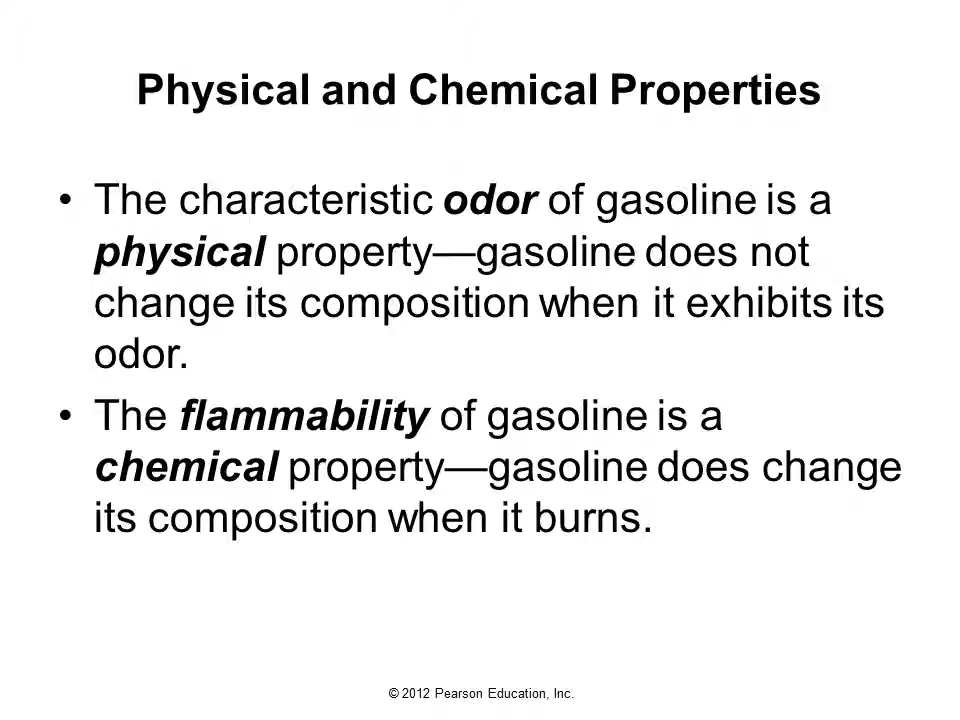 Physical and Chemical Properties
• The characteristic odor of gasoline is a
physical property—gasoline does not
change its composition when it exhibits its
odor.
• The flammability of gasoline is a
chemical property—gasoline does change
its composition when it burns.
© 2012 Pearson Education, Inc.